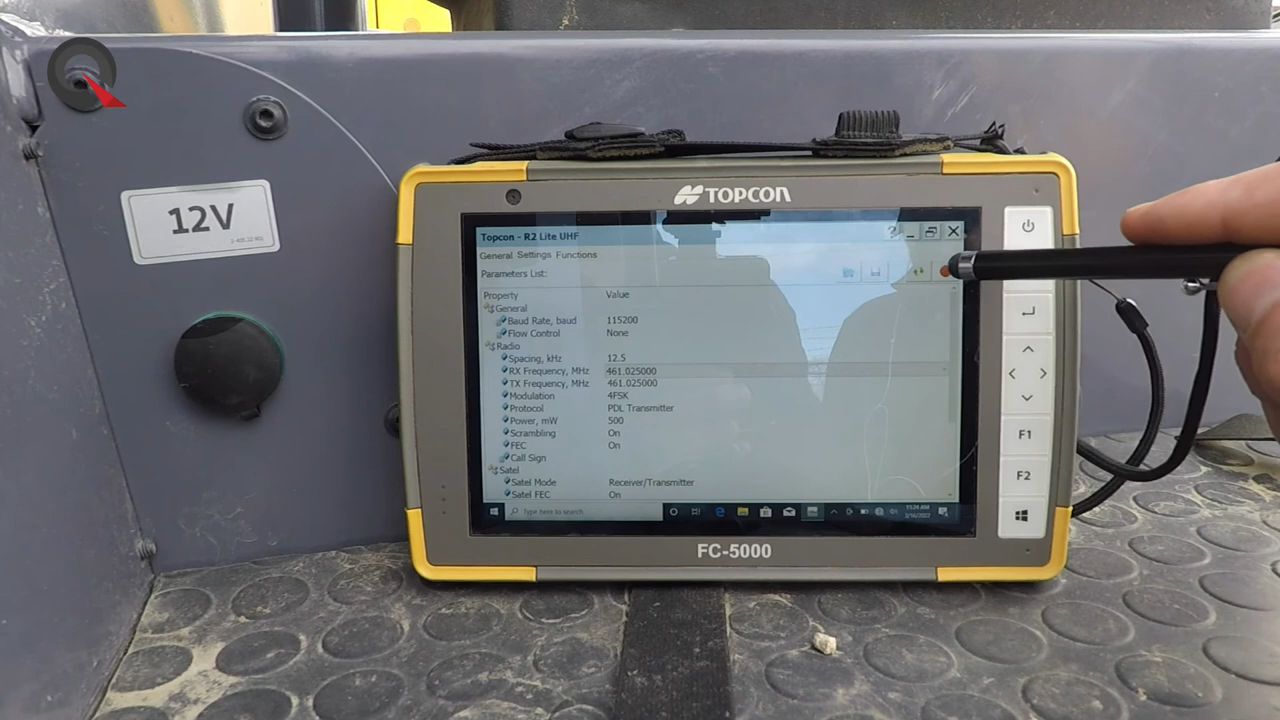 12V
TOPCON
Topcon - R2 Lite UHF
General Settings Functions
Parameters List:
Property Value
General
Baud Rate, baud 115200
Flow Control None
Radio
Spacing, kHz 12.5
RX Frequency, MHz 461.025000
TX Frequency, MHz 461.025000
Modulation 4FSK
Protocol PDL Transmitter
Power, mW 500
Scrambling On
FEC On
Call Sign
Satel
Satel Mode Receiver/Transmitter
Satel FEC On
Type here to search
11:24 AM
FC-5000
F1
F2